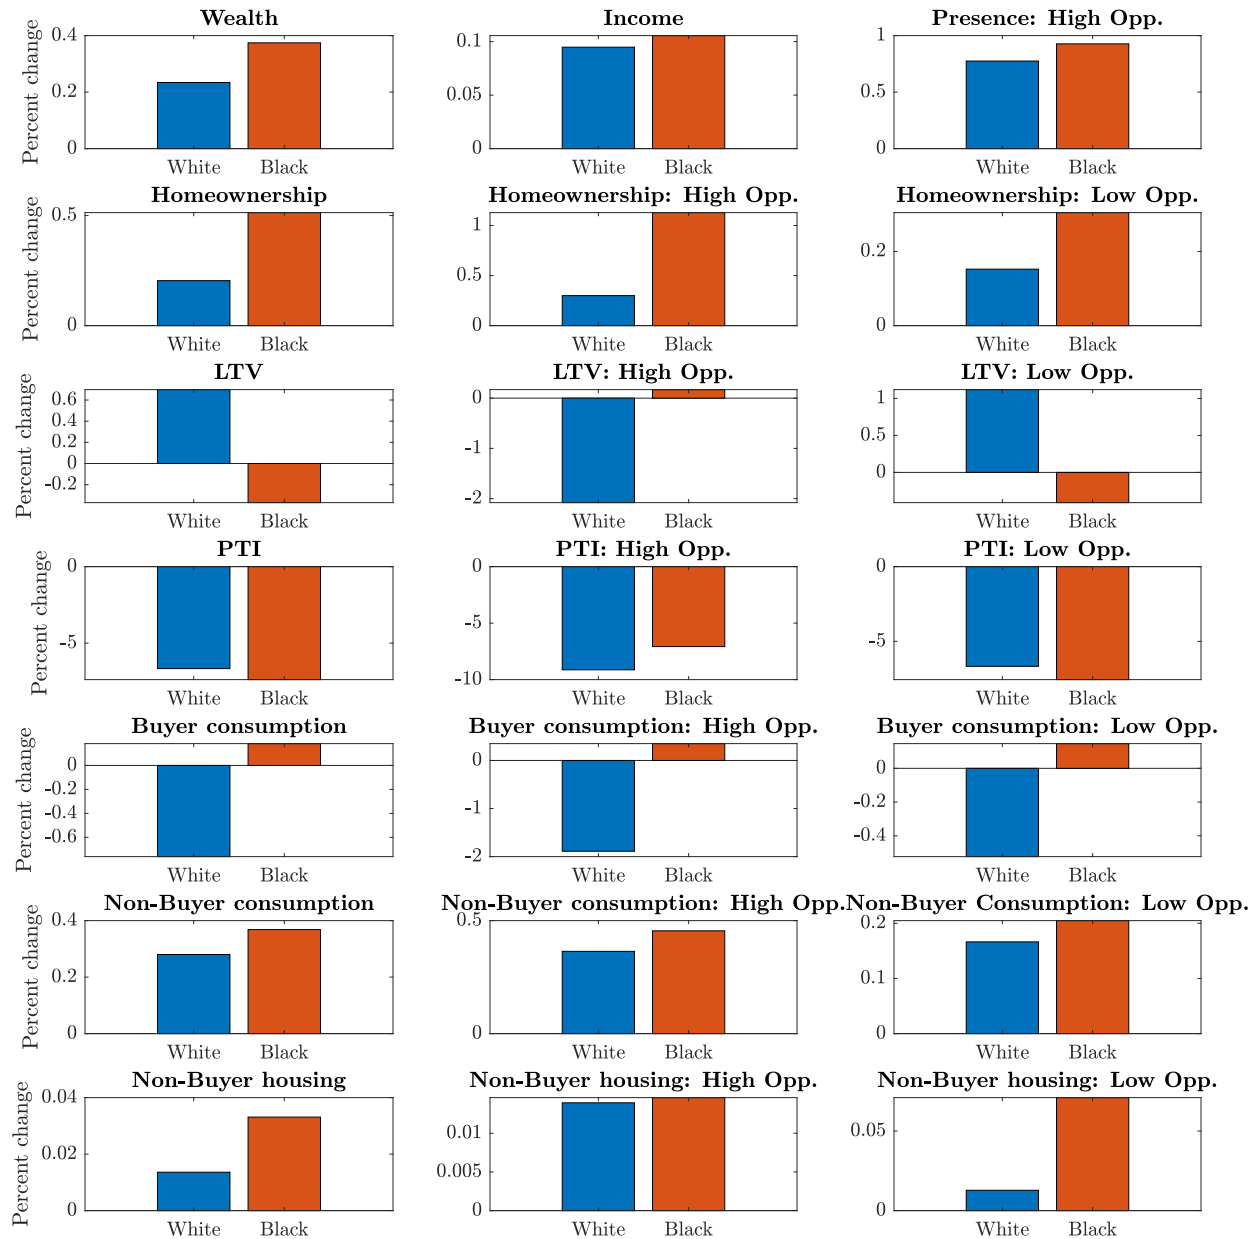 Wealth
Percent change
0.4
0.2
0
White Black
Income
0.1
0.05
0
White Black
Presence: High Opp.
1
0.5
0
White Black
Homeownership
Percent change
0.5
0
White Black
Homeownership: High Opp.
1
0.5
0
White Black
Homeownership: Low Opp.
0.2
0
White Black
LTV
Percent change
0.6
0.4
0.2
0
-0.2
White Black
LTV: High Opp.
0
-1
-2
White Black
LTV: Low Opp.
1
0.5
0
White Black
PTI
Percent change
0
-5
White Black
PTI: High Opp.
0
-5
-10
White Black
PTI: Low Opp.
0
-5
White Black
Buyer consumption
Percent change
0
-0.2
-0.4
-0.6
White Black
Buyer consumption: High Opp.
0
-1
-2
White Black
Buyer consumption: Low Opp.
0
-0.2
-0.4
White Black
Non-Buyer consumption
Percent change
0.4
0.2
0
White Black
Non-Buyer consumption: High Opp.
0.5
0
White Black
Non-Buyer Consumption: Low Opp.
0.2
0.1
0
White Black
Non-Buyer housing
Percent change
0.04
0.02
0
White Black
Non-Buyer housing: High Opp.
0.01
0.005
0
White Black
Non-Buyer housing: Low Opp.
0.05
0
White Black